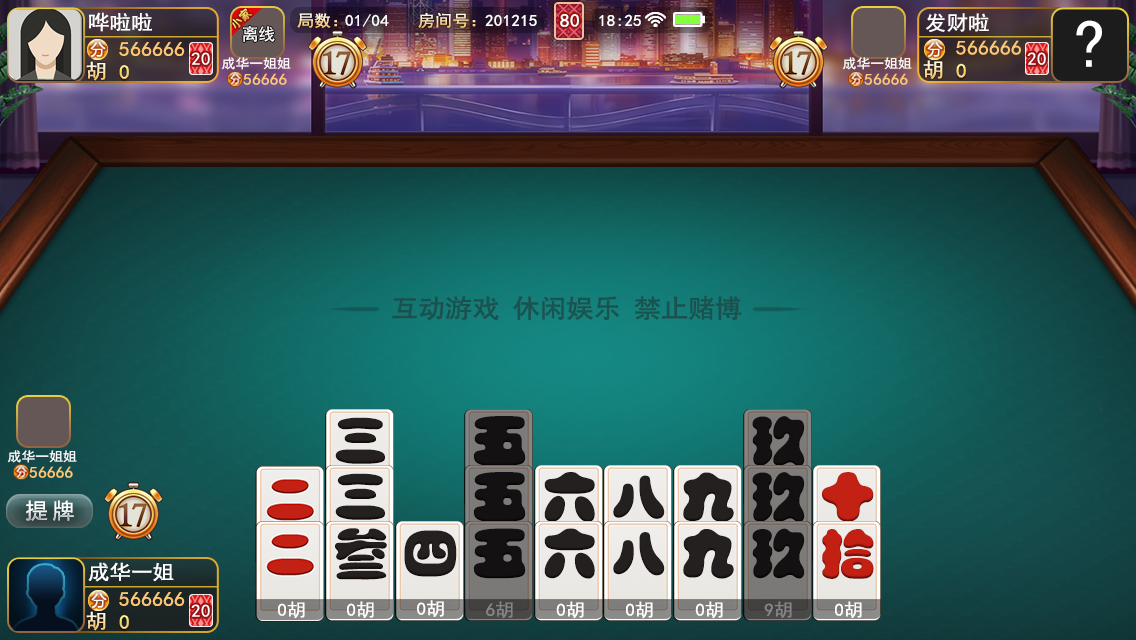 哗啦啦
分 566666
胡 0
20
小家
离线
成华一姐姐
分56666
局数：01/04
房间号：201215
80
18:25
17
17
成华一姐姐
分56666
发财啦
分 566666
胡 0
20
?
互动游戏 休闲娱乐 禁止赌博
成华一姐姐
分56666
提牌
17
成华一姐
分 566666
胡 0
20
三 五 玖
二 三 五 六 八 九 玖 十
二 叁 四 五 六 八 九 玖 拾
0胡 0胡 0胡 6胡 0胡 0胡 0胡 9胡 0胡